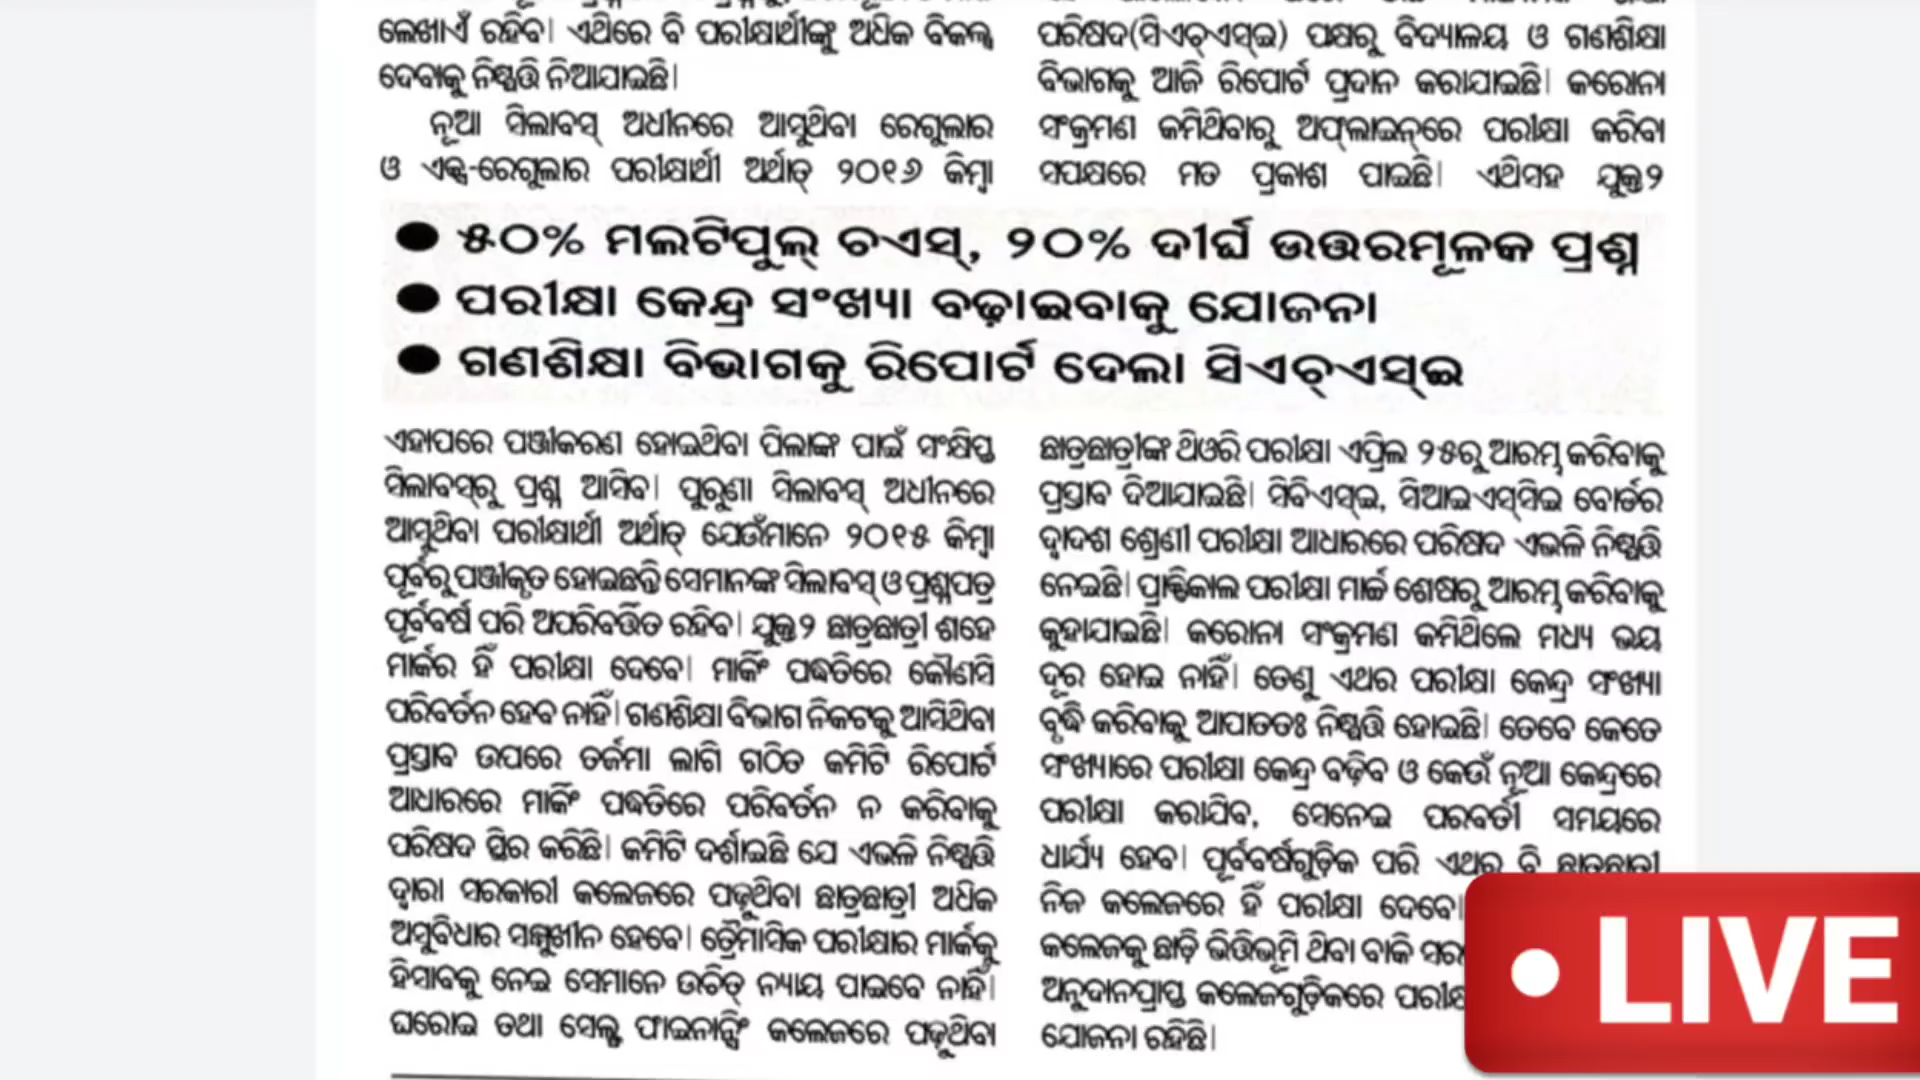 ଲେଖାଏଁ ରହିବ। ଏଥିରେ ବି ପରୀକ୍ଷାର୍ଥୀଙ୍କୁ ଅଧିକ ବିକଳ୍ପ
ଦେବାକୁ ନିଷ୍ପତ୍ତି ନିଆଯାଇଛି।
ନୂଆ ସିଲାବସ୍ ଅଧୀନରେ ଆସୁଥିବା ରେଗୁଲାର
ଓ ଏକ୍ସ-ରେଗୁଲାର ପରୀକ୍ଷାର୍ଥୀ ଅର୍ଥାତ୍ ୨୦୧୬ କିମ୍ବା
ପରିଷଦ(ସିଏଚ୍ଏସ୍ଇ) ପକ୍ଷରୁ ବିଦ୍ୟାଳୟ ଓ ଗଣଶିକ୍ଷା
ବିଭାଗକୁ ଆଜି ରିପୋର୍ଟ ପ୍ରଦାନ କରାଯାଇଛି। କରୋନା
ସଂକ୍ରମଣ କମିଥିବାରୁ ଅଫ୍‌ଲାଇନ୍‌ରେ ପରୀକ୍ଷା କରିବା
ସପକ୍ଷରେ ମତ ପ୍ରକାଶ ପାଇଛି। ଏଥିସହ ଯୁକ୍ତ୨
● ୫୦% ମଲଟିପୁଲ୍ ଚଏସ୍, ୨୦% ଦୀର୍ଘ ଉତ୍ତରମୂଳକ ପ୍ରଶ୍ନ
● ପରୀକ୍ଷା କେନ୍ଦ୍ର ସଂଖ୍ୟା ବଢ଼ାଇବାକୁ ଯୋଜନା
● ଗଣଶିକ୍ଷା ବିଭାଗକୁ ରିପୋର୍ଟ ଦେଲା ସିଏଚ୍ଏସ୍ଇ
ଏହାପରେ ପଞ୍ଜୀକରଣ ହୋଇଥିବା ପିଲାଙ୍କ ପାଇଁ ସଂକ୍ଷିପ୍ତ
ସିଲାବସ୍‌ରୁ ପ୍ରଶ୍ନ ଆସିବ। ପୁରୁଣା ସିଲାବସ୍ ଅଧୀନରେ
ଆସୁଥିବା ପରୀକ୍ଷାର୍ଥୀ ଅର୍ଥାତ୍ ଯେଉଁମାନେ ୨୦୧୫ କିମ୍ବା
ପୂର୍ବରୁ ପଞ୍ଜୀକୃତ ହୋଇଛନ୍ତି ସେମାନଙ୍କ ସିଲାବସ୍ ଓ ପ୍ରଶ୍ନପତ୍ର
ପୂର୍ବବର୍ଷ ପରି ଅପରିବର୍ତ୍ତିତ ରହିବ। ଯୁକ୍ତ୨ ଛାତ୍ରଛାତ୍ରୀ ଶହେ
ମାର୍କର ହିଁ ପରୀକ୍ଷା ଦେବେ। ମାର୍କିଂ ପଦ୍ଧତିରେ କୌଣସି
ପରିବର୍ତନ ହେବ ନାହିଁ। ଗଣଶିକ୍ଷା ବିଭାଗ ନିକଟକୁ ଆସିଥିବା
ପ୍ରସ୍ତାବ ଉପରେ ତର୍ଜମା ଲାଗି ଗଠିତ କମିଟି ରିପୋର୍ଟ
ଆଧାରରେ ମାର୍କିଂ ପଦ୍ଧତିରେ ପରିବର୍ତନ ନ କରିବାକୁ
ପରିଷଦ ସ୍ଥିର କରିଛି। କମିଟି ଦର୍ଶାଇଛି ଯେ ଏଭଳି ନିଷ୍ପତ୍ତି
ଦ୍ୱାରା ସରକାରୀ କଲେଜରେ ପଢ଼ୁଥିବା ଛାତ୍ରଛାତ୍ରୀ ଅଧିକ
ଅସୁବିଧାର ସମ୍ମୁଖୀନ ହେବେ। ତ୍ରୈମାସିକ ପରୀକ୍ଷାର ମାର୍କକୁ
ହିସାବକୁ ନେଇ ସେମାନେ ଉଚିତ୍ ନ୍ୟାୟ ପାଇବେ ନାହିଁ।
ଘରୋଇ ତଥା ସେଲ୍ଫ ଫାଇନାନ୍ସିଂ କଲେଜରେ ପଢ଼ୁଥିବା
ଛାତ୍ରଛାତ୍ରୀଙ୍କ ଥିଓରି ପରୀକ୍ଷା ଏପ୍ରିଲ ୨୫ରୁ ଆରମ୍ଭ କରିବାକୁ
ପ୍ରସ୍ତାବ ଦିଆଯାଇଛି। ସିବିଏସ୍ଇ, ସିଆଇଏସ୍‌ସିଇ ବୋର୍ଡର
ଦ୍ୱାଦଶ ଶ୍ରେଣୀ ପରୀକ୍ଷା ଆଧାରରେ ପରିଷଦ ଏଭଳି ନିଷ୍ପତ୍ତି
ନେଇଛି। ପ୍ରାକ୍ଟିକାଲ ପରୀକ୍ଷା ମାର୍ଚ୍ଚ ଶେଷରୁ ଆରମ୍ଭ କରିବାକୁ
କୁହାଯାଇଛି। କରୋନା ସଂକ୍ରମଣ କମିଥିଲେ ମଧ୍ୟ ଭୟ
ଦୂର ହୋଇ ନାହିଁ। ତେଣୁ ଏଥର ପରୀକ୍ଷା କେନ୍ଦ୍ର ସଂଖ୍ୟା
ବୃଦ୍ଧି କରିବାକୁ ଆପାତତଃ ନିଷ୍ପତ୍ତି ହୋଇଛି। ତେବେ କେତେ
ସଂଖ୍ୟାରେ ପରୀକ୍ଷା କେନ୍ଦ୍ର ବଢ଼ିବ ଓ କେଉଁ ନୂଆ କେନ୍ଦ୍ରରେ
ପରୀକ୍ଷା କରାଯିବ, ସେନେଇ ପରବର୍ତୀ ସମୟରେ
ଧାର୍ଯ୍ୟ ହେବ। ପୂର୍ବବର୍ଷଗୁଡ଼ିକ ପରି ଏଥର ବି ଛାତ୍ରଛାତ୍ରୀ
ନିଜ କଲେଜରେ ହିଁ ପରୀକ୍ଷା ଦେବେ।
କଲେଜକୁ ଛାଡ଼ି ଭିତ୍ତିଭୂମି ଥିବା ବାକି
ଅନୁଦାନପ୍ରାପ୍ତ କଲେଜଗୁଡ଼ିକରେ
ଯୋଜନା ରହିଛି।
• LIVE